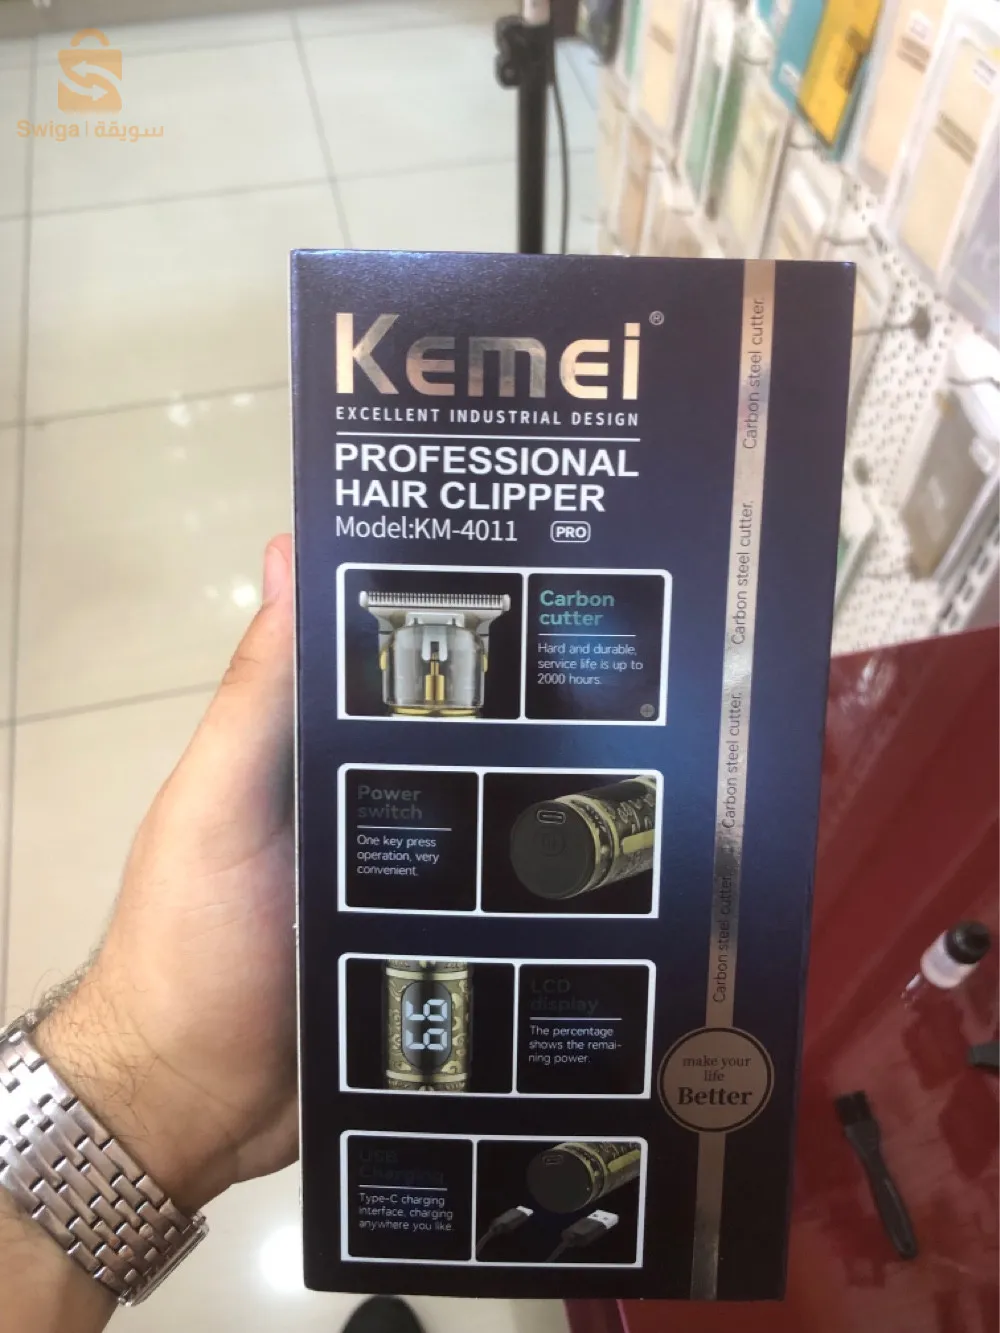 Swiga | سويقة
Kemei®
EXCELLENT INDUSTRIAL DESIGN
PROFESSIONAL
HAIR CLIPPER
Model:KM-4011 PRO
Carbon
cutter
Hard and durable,
service life is up to
2000 hours.
Power
switch
One key press
operation, very
convenient.
66
LCD
display
The percentage
shows the remai-
ning power.
USB
Charging
Type-C charging
interface, charging
anywhere you like.
Carbon steel cutter.
Carbon steel cutter.
Carbon steel cutter.
Carbon steel cutter.
make your
life
Better